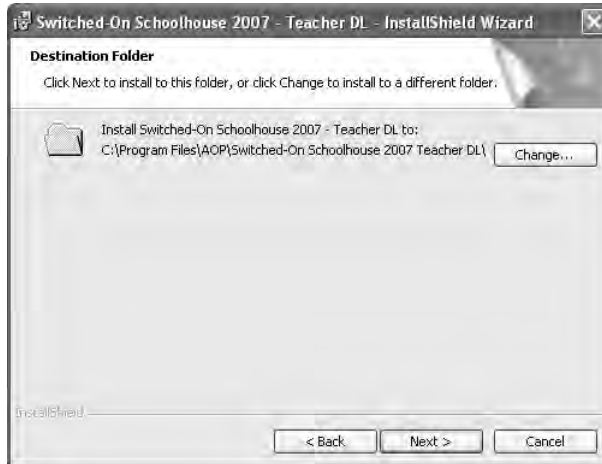 Switched-On Schoolhouse 2007 - Teacher DL - InstallShield Wizard
Destination Folder
Click Next to install to this folder, or click Change to install to a different folder.
Install Switched-On Schoolhouse 2007 - Teacher DL to:
C:\Program Files\AOP\Switched-On Schoolhouse 2007 Teacher DL\
Change...
InstallShield
< Back
Next >
Cancel